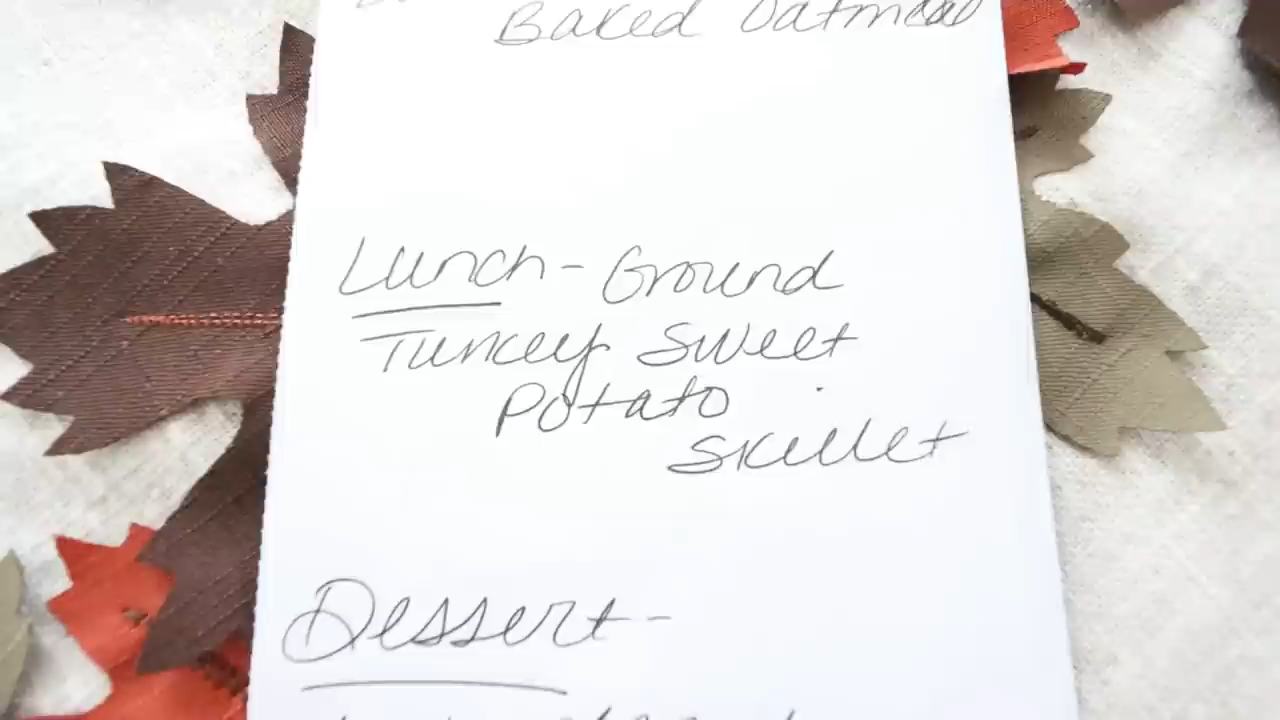 Baked Oatmeal
Lunch - Ground
Turkey Sweet
Potato
Skillet
Dessert -